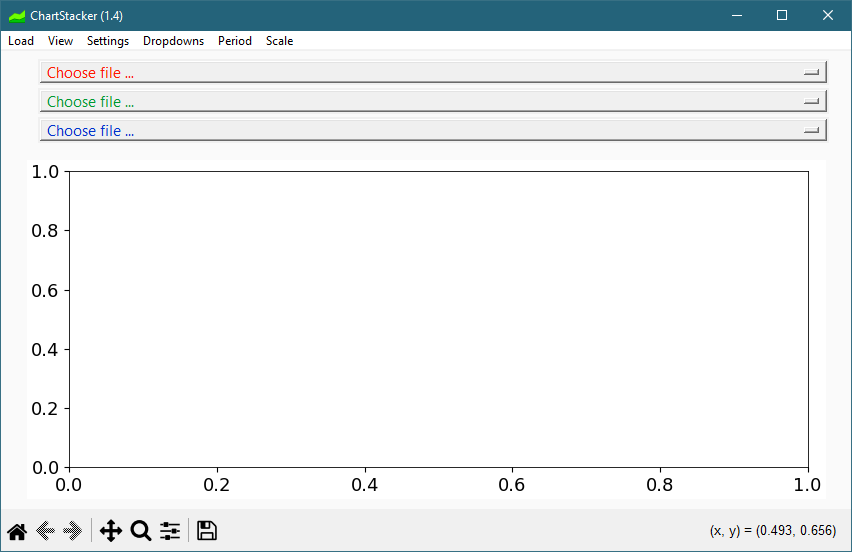 ChartStacker (1.4)
Load View Settings Dropdowns Period Scale
Choose file ...
Choose file ...
Choose file ...
1.0
0.8
0.6
0.4
0.2
0.0
0.0 0.2 0.4 0.6 0.8 1.0
(x, y) = (0.493, 0.656)